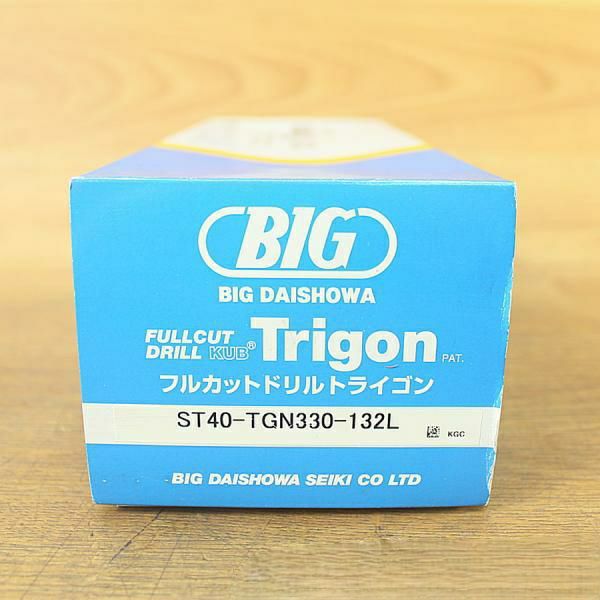 BIG
BIG DAISHOWA
FULLCUT
DRILL KUB® Trigon PAT.
フルカットドリルトライゴン
ST40-TGN330-132L
KGC
BIG DAISHOWA SEIKI CO LTD